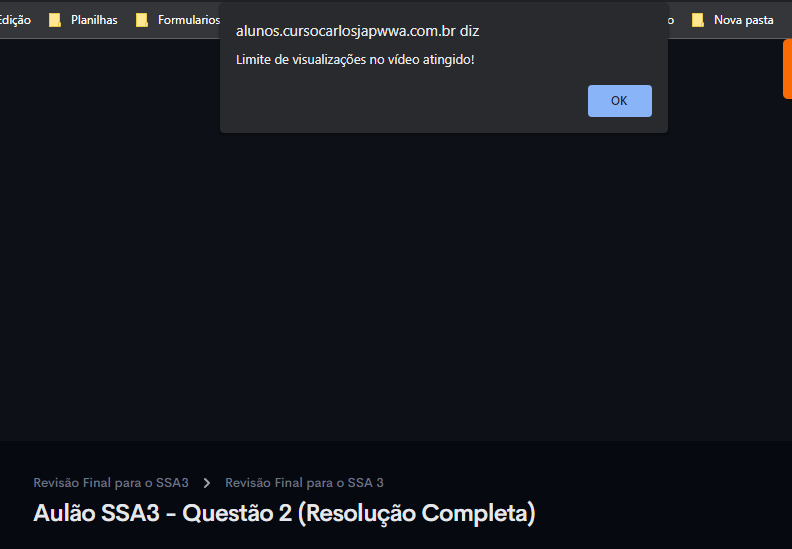 Planilhas
Formularios
Nova pasta
alunos.cursocarlosjapwwa.com.br diz
Limite de visualizações no vídeo atingido!
OK
Revisão Final para o SSA3 > Revisão Final para o SSA 3
Aulão SSA3 - Questão 2 (Resolução Completa)